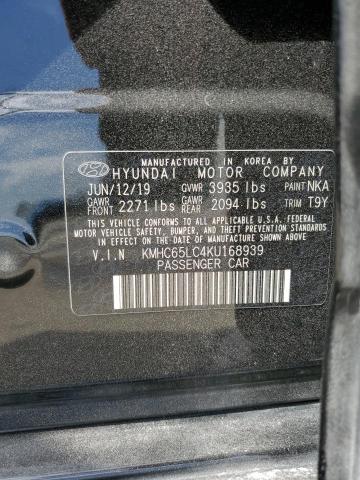 MANUFACTURED IN KOREA BY
HYUNDAI MOTOR COMPANY
JUN/12/19 GVWR 3935 lbs PAINT NKA
GAWR FRONT 2271 lbs GAWR REAR 2094 lbs TRIM T9Y
THIS VEHICLE CONFORMS TO ALL APPLICABLE U.S. FEDERAL
MOTOR VEHICLE SAFETY, BUMPER, AND THEFT PREVENTION
STANDARDS IN EFFECT ON THE DATE OF MANUFACTURE SHOWN ABOVE.
V.I.N KMHC65LC4KU168939
PASSENGER CAR